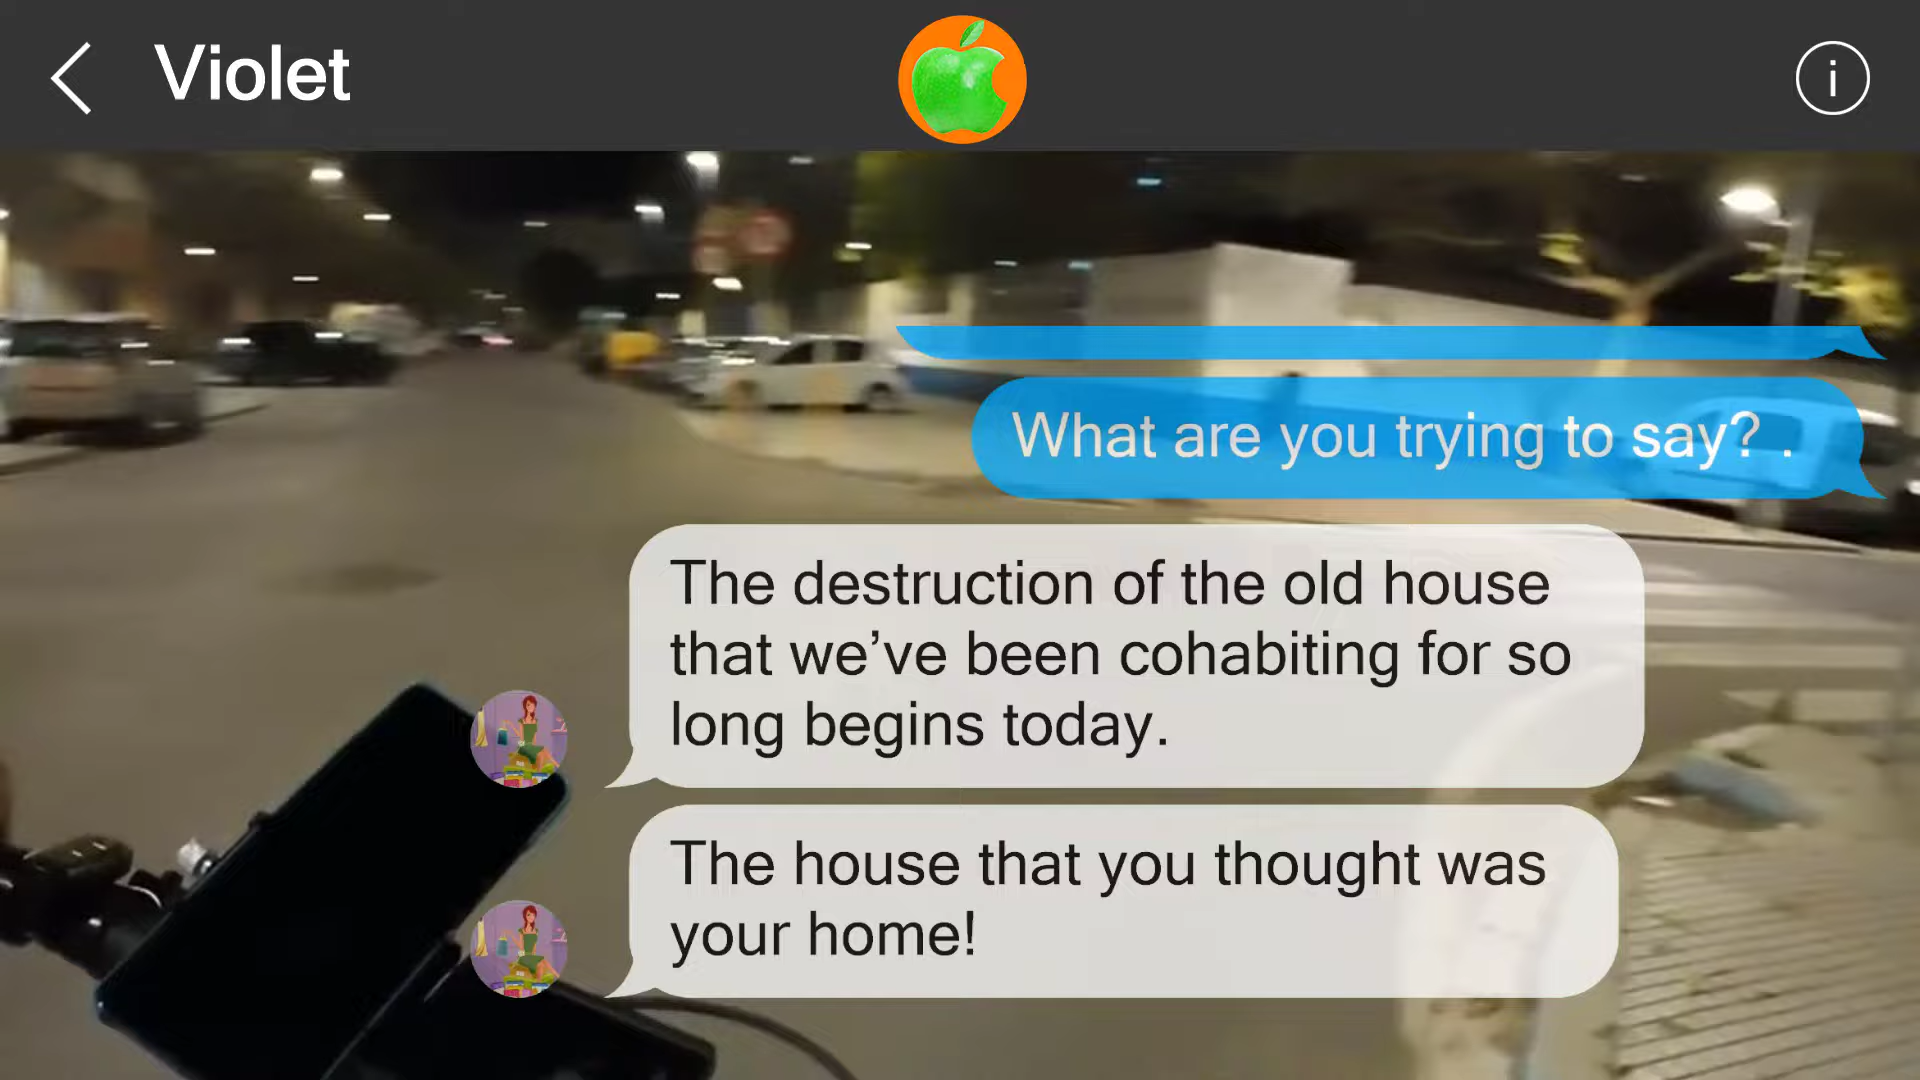 Violet
i
What are you trying to say? .
The destruction of the old house
that we’ve been cohabiting for so
long begins today.
The house that you thought was
your home!